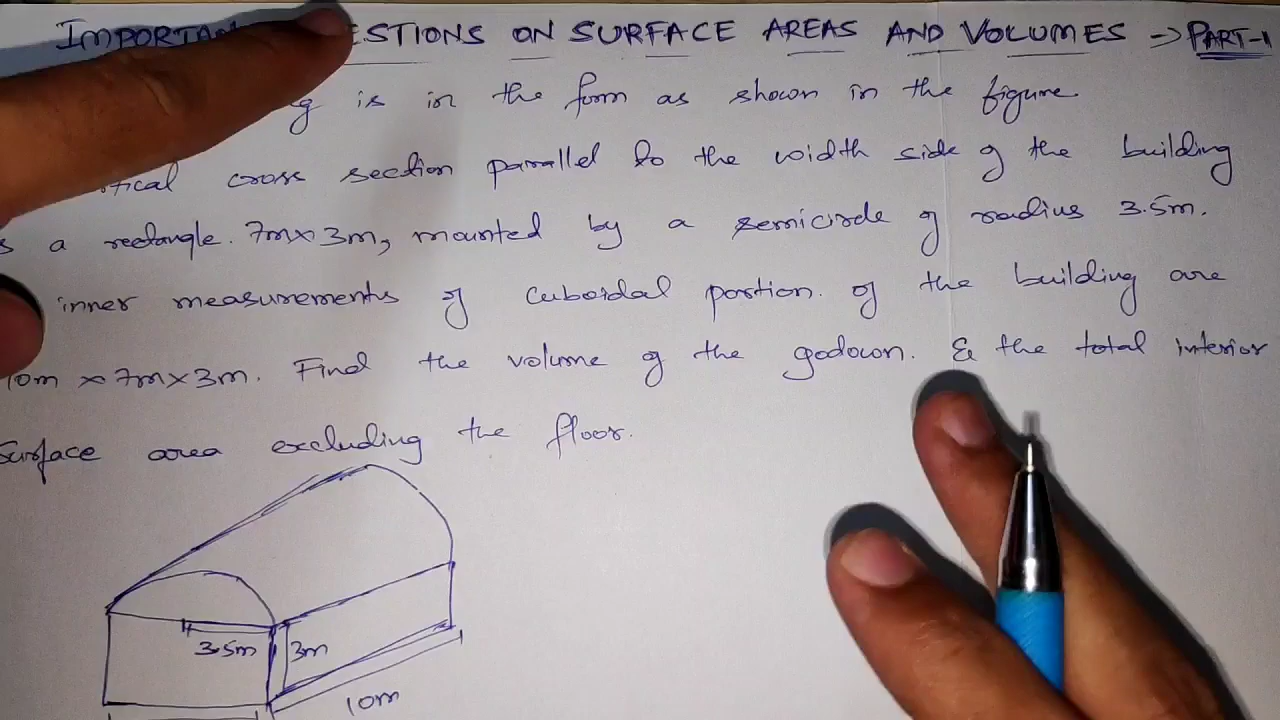 IMPORTAN ESTIONS ON SURFACE AREAS AND VOLUMES → PART-1
g is in the form as shown in the figure
tical cross section parallel to the width side of the building
s a rectangle. 7m x 3m, mounted by a semicircle of radius 3.5m.
inner measurements of cuboidal portion. of the building are
10m x 7m x 3m. Find the volume of the godown. & the total interior
Surface area excluding the floor.
3.5m
3m
10m